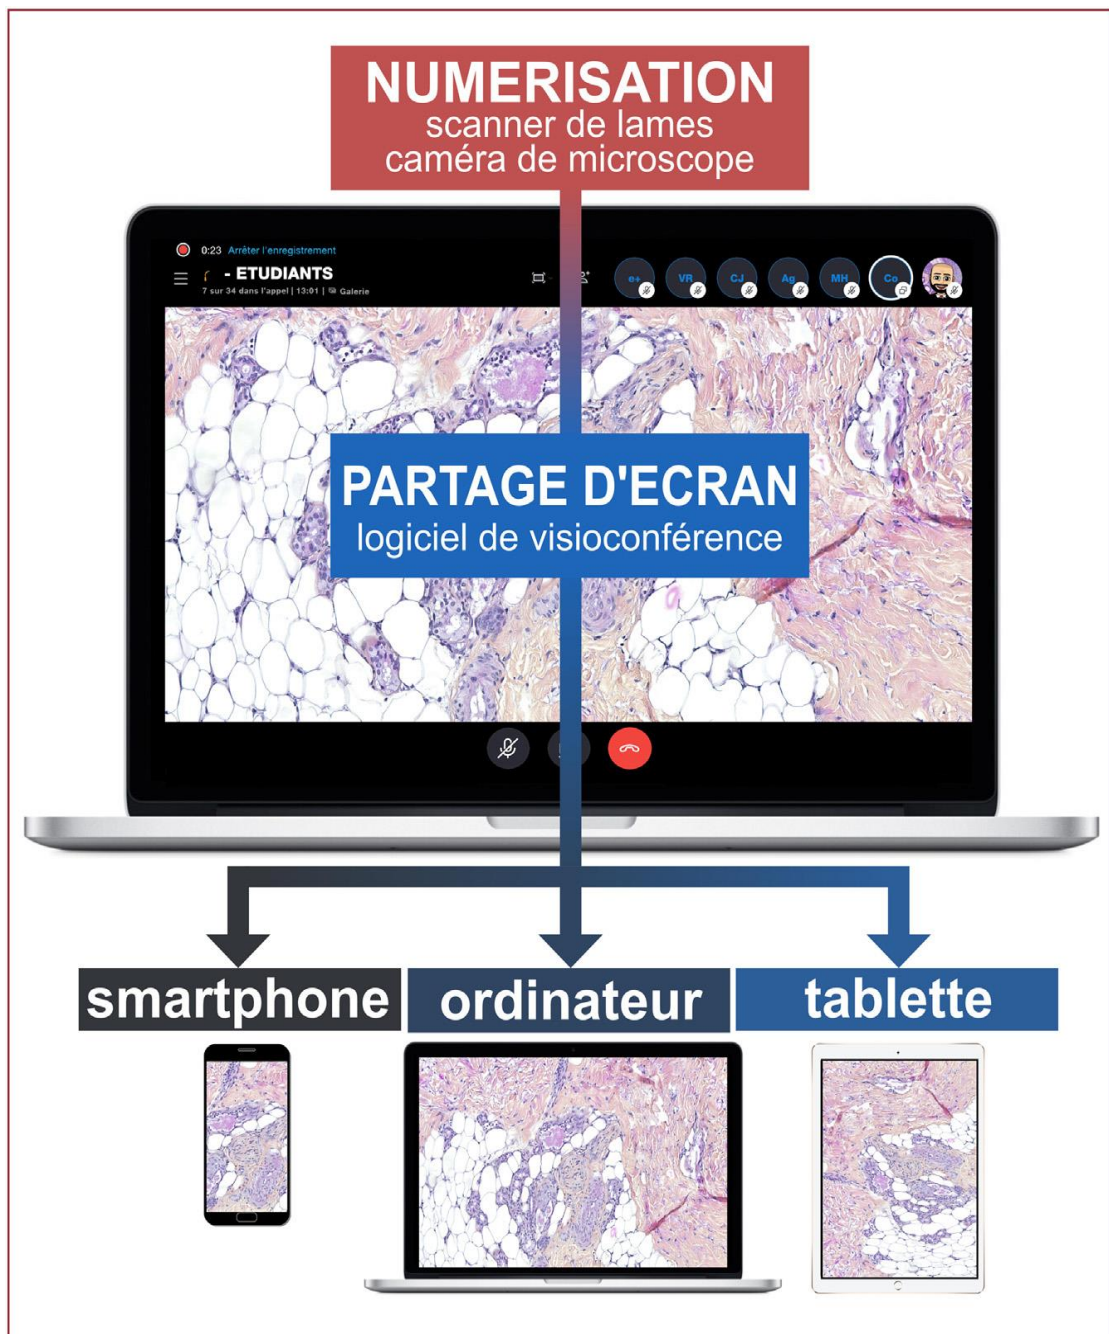 NUMERISATION
scanner de lames
caméra de microscope
0:23 Arrêter l'enregistrement
- ETUDIANTS
7 sur 34 dans l'appel | 13:01 | Galerie
e+ VR CJ Ag MH Co
PARTAGE D'ECRAN
logiciel de visioconférence
smartphone ordinateur tablette